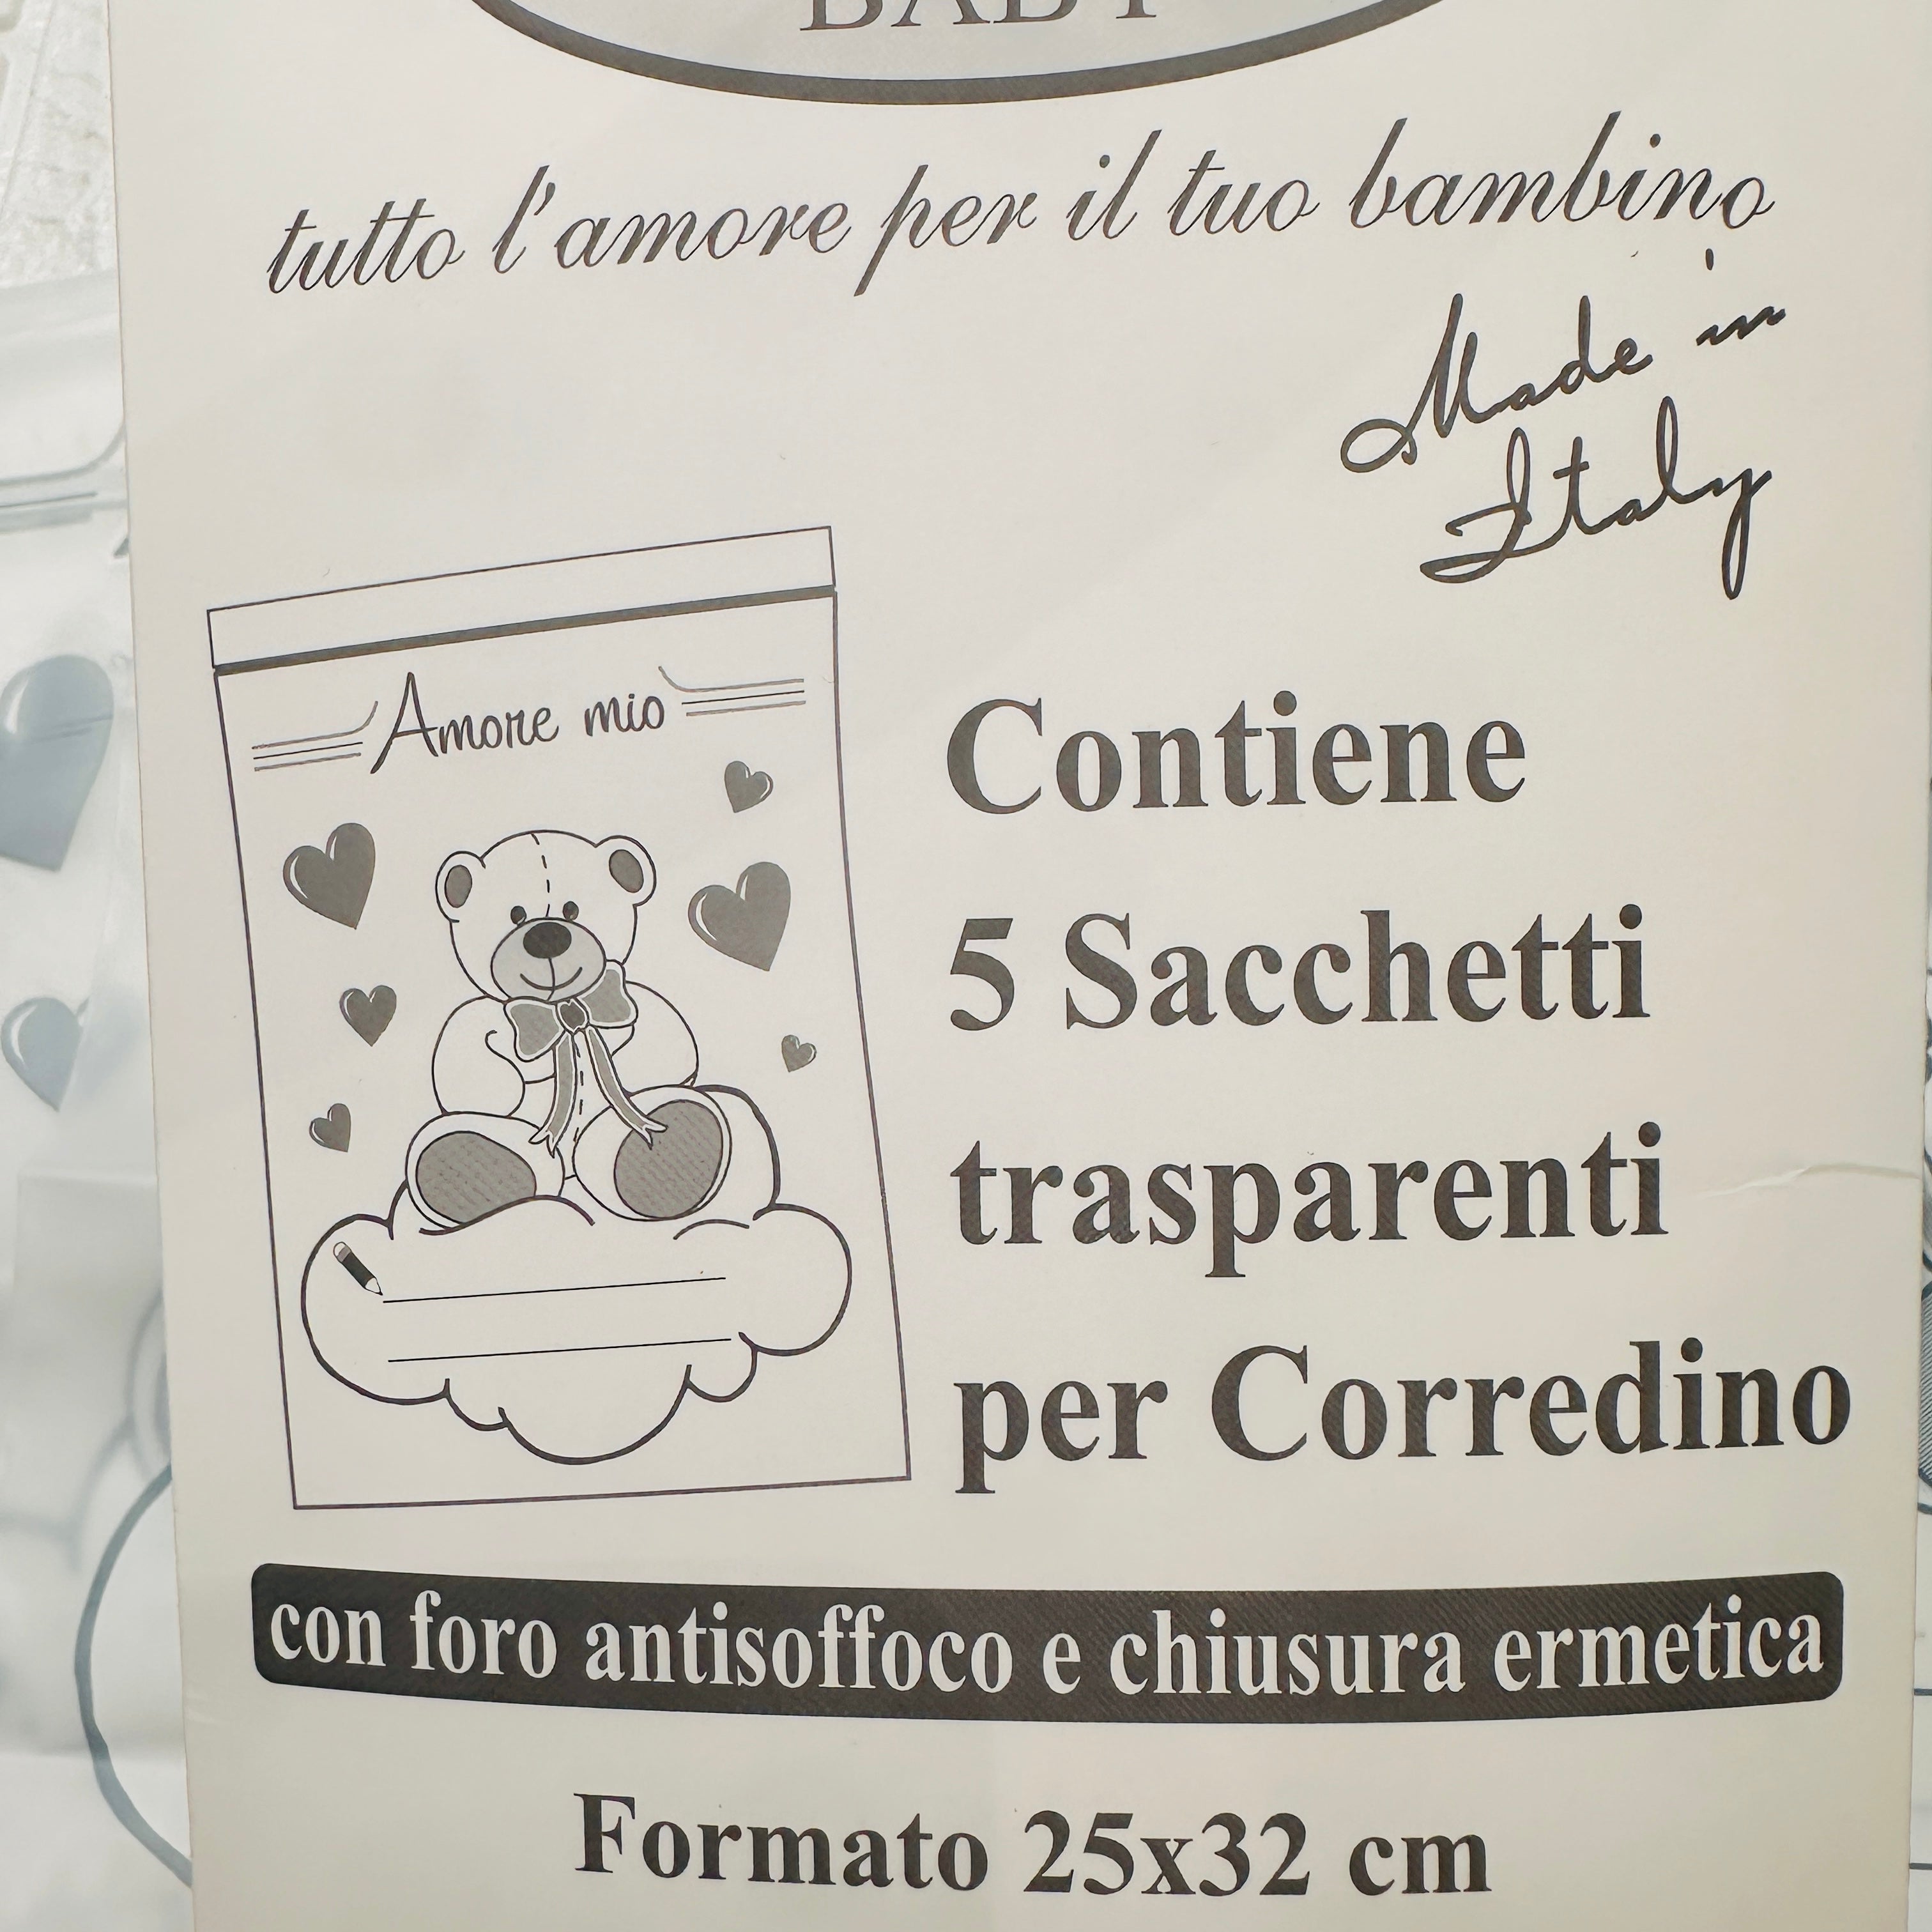 BABY
tutto l'amore per il tuo bambino
Made in
Italy
Amore mio
Contiene
5 Sacchetti
trasparenti
per Corredino
con foro antisoffoco e chiusura ermetica
Formato 25x32 cm